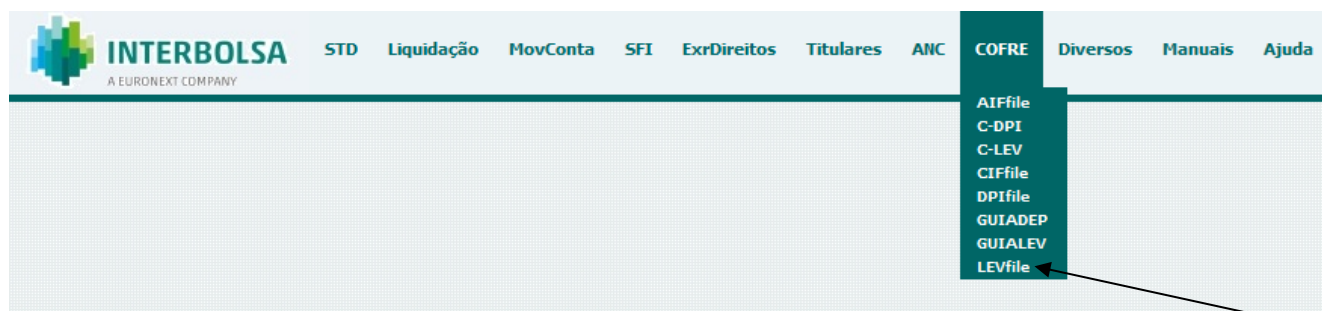 INTERBOLSA
A EURONEXT COMPANY
STD Liquidação MovConta SFI ExrDireitos Titulares ANC COFRE Diversos Manuais Ajuda
AIFfile
C-DPI
C-LEV
CIFfile
DPIfile
GUIADEP
GUIALEV
LEVfile